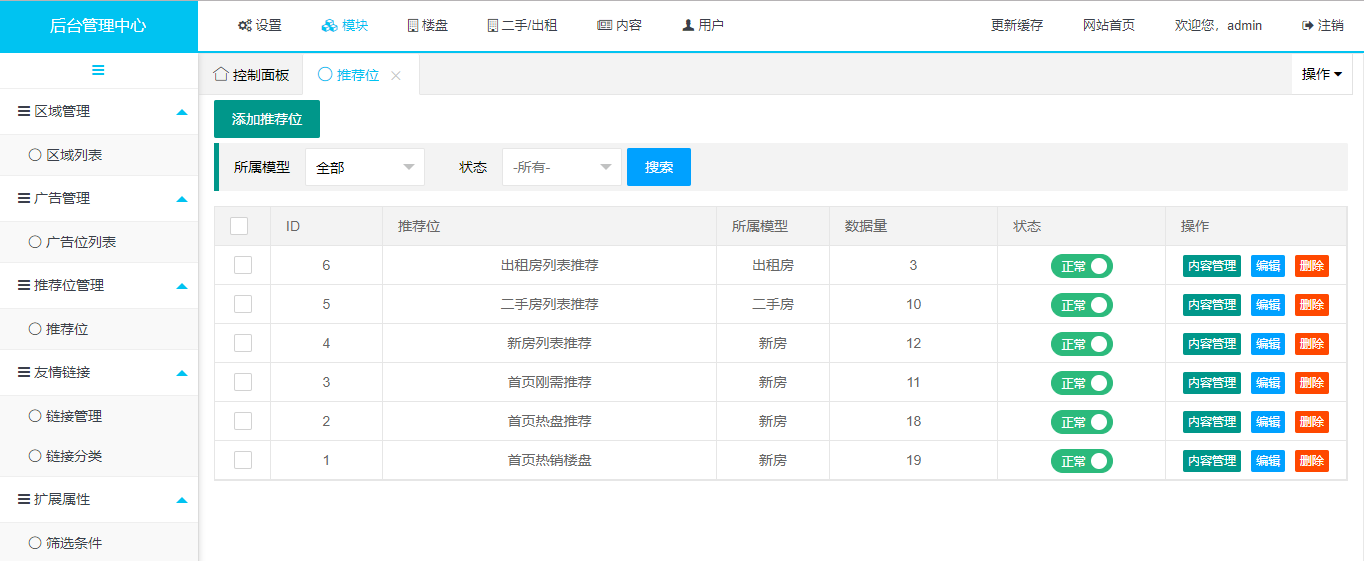 后台管理中心
设置 模块 楼盘 二手/出租 内容 用户 更新缓存 网站首页 欢迎您，admin 注销
控制面板 推荐位 操作
区域管理
区域列表
广告管理
广告位列表
推荐位管理
推荐位
友情链接
链接管理
链接分类
扩展属性
筛选条件
添加推荐位
所属模型 全部 状态 -所有- 搜索
ID 推荐位 所属模型 数据量 状态 操作
6 出租房列表推荐 出租房 3 正常 内容管理 编辑 删除
5 二手房列表推荐 二手房 10 正常 内容管理 编辑 删除
4 新房列表推荐 新房 12 正常 内容管理 编辑 删除
3 首页刚需推荐 新房 11 正常 内容管理 编辑 删除
2 首页热盘推荐 新房 18 正常 内容管理 编辑 删除
1 首页热销楼盘 新房 19 正常 内容管理 编辑 删除